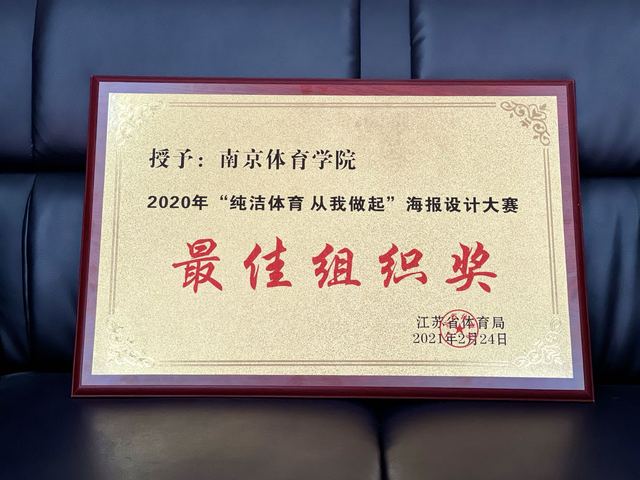 授予：南京体育学院
2020年“纯洁体育 从我做起”海报设计大赛
最佳组织奖
江苏省体育局
2021年2月24日